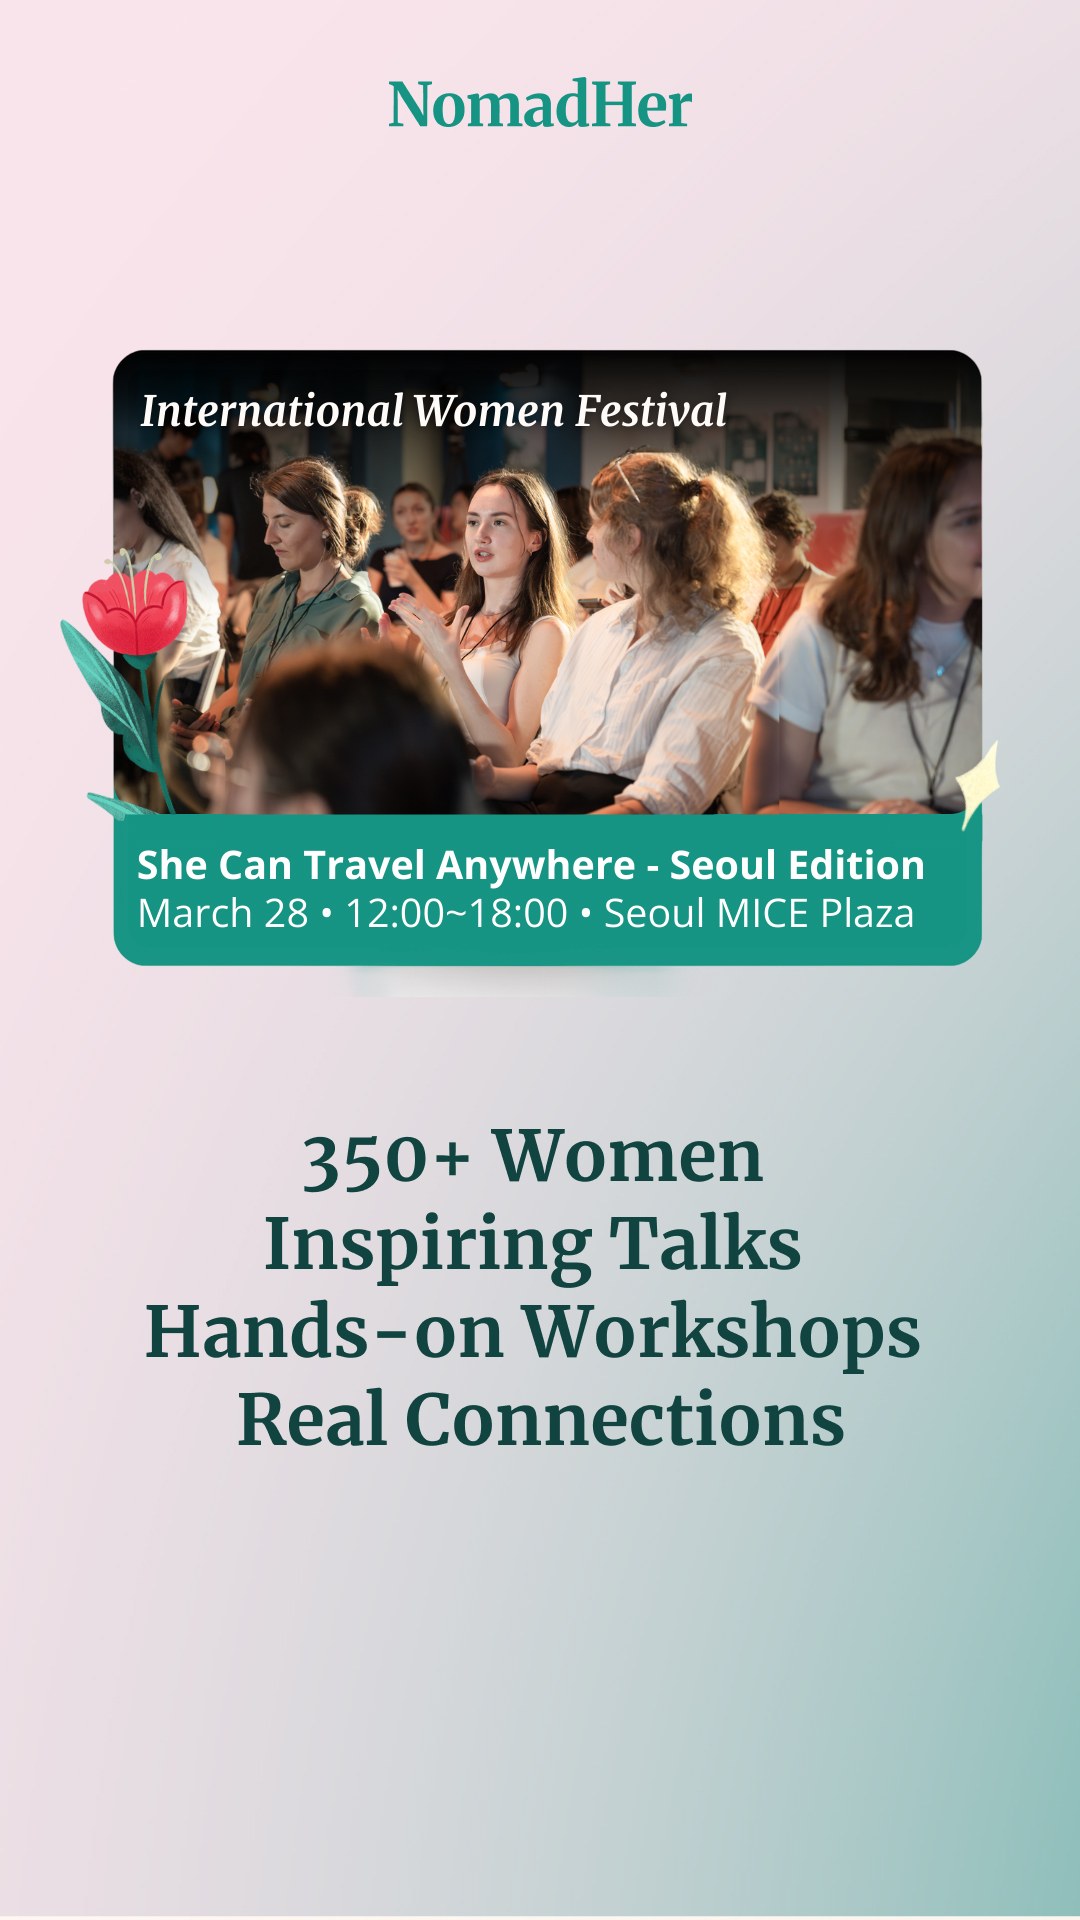 NomadHer
International Women Festival
She Can Travel Anywhere - Seoul Edition
March 28 • 12:00~18:00 • Seoul MICE Plaza
350+ Women
Inspiring Talks
Hands-on Workshops
Real Connections